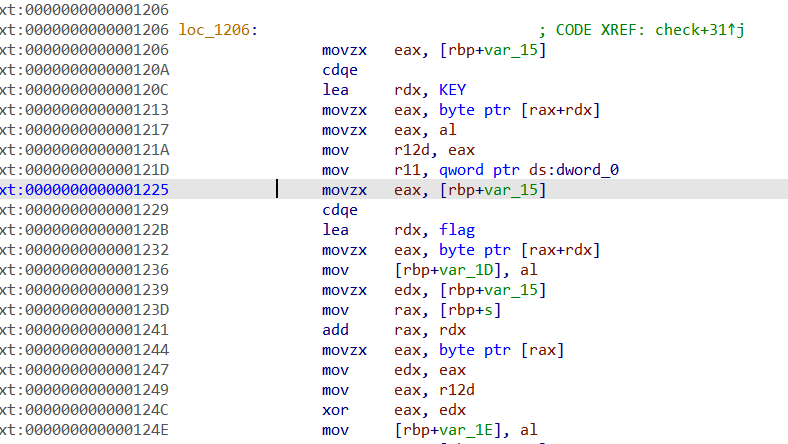 xt:0000000000001206
xt:0000000000001206 loc_1206: ; CODE XREF: check+31↑j
xt:0000000000001206 movzx eax, [rbp+var_15]
xt:000000000000120A cdqe
xt:000000000000120C lea rdx, KEY
xt:0000000000001213 movzx eax, byte ptr [rax+rdx]
xt:0000000000001217 movzx eax, al
xt:000000000000121A mov r12d, eax
xt:000000000000121D mov r11, qword ptr ds:dword_0
xt:0000000000001225 movzx eax, [rbp+var_15]
xt:0000000000001229 cdqe
xt:000000000000122B lea rdx, flag
xt:0000000000001232 movzx eax, byte ptr [rax+rdx]
xt:0000000000001236 mov [rbp+var_1D], al
xt:0000000000001239 movzx edx, [rbp+var_15]
xt:000000000000123D mov rax, [rbp+s]
xt:0000000000001241 add rax, rdx
xt:0000000000001244 movzx eax, byte ptr [rax]
xt:0000000000001247 mov edx, eax
xt:0000000000001249 mov eax, r12d
xt:000000000000124C xor eax, edx
xt:000000000000124E mov [rbp+var_1E], al